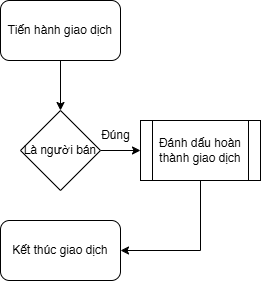 Tiến hành giao dịch
Là người bán
Đúng
Đánh dấu hoàn
thành giao dịch
Kết thúc giao dịch